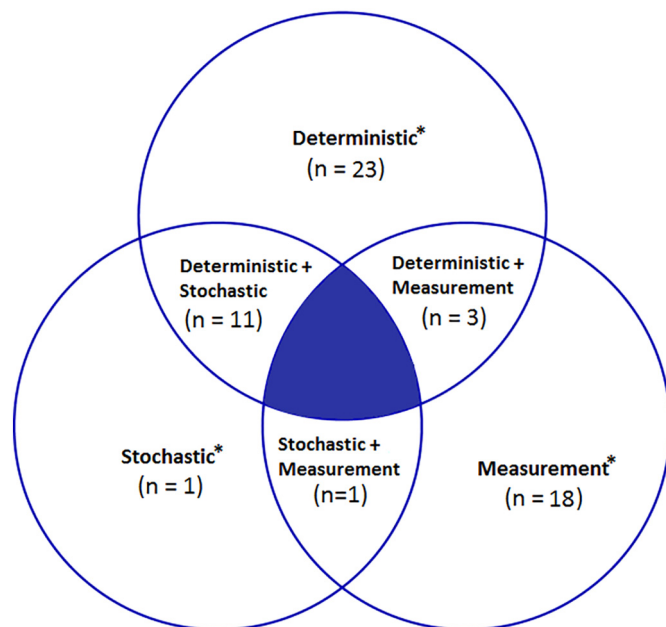 Deterministic*
(n = 23)
Deterministic +
Stochastic
(n = 11)
Deterministic +
Measurement
(n = 3)
Stochastic*
(n = 1)
Stochastic +
Measurement
(n=1)
Measurement*
(n = 18)